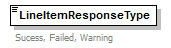 LineItemResponseType
Sucess, Failed, Warning